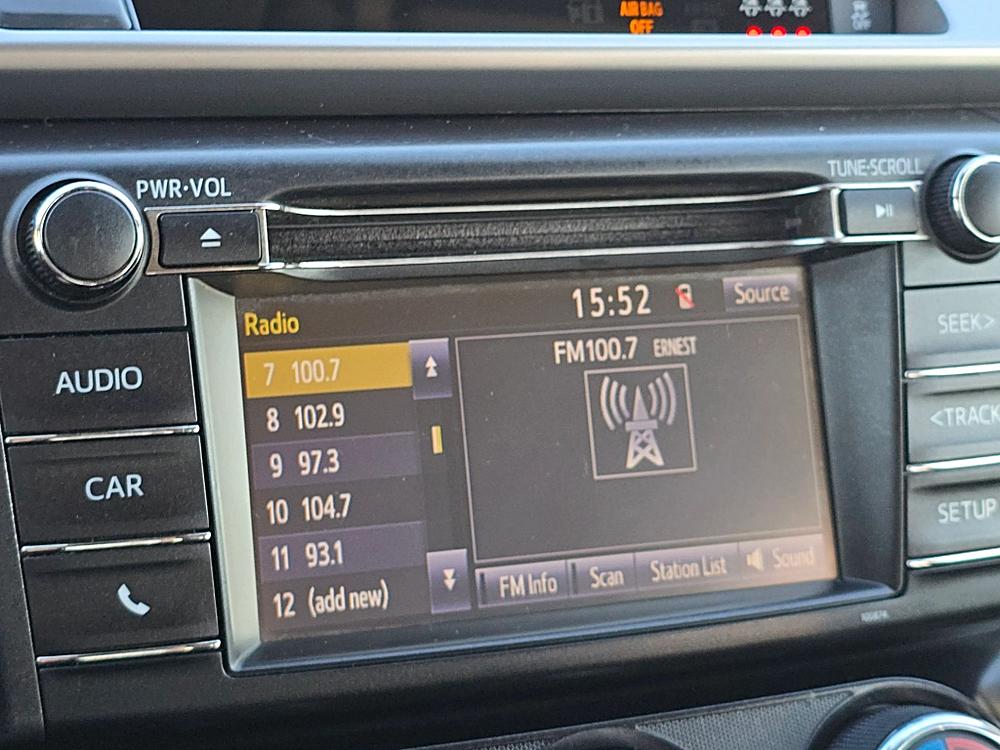 AIR BAG
OFF
OFF
PWR·VOL
TUNE·SCROLL
15:52
Source
Radio
SEEK>
7 100.7
FM100.7 ERNEST
AUDIO
8 102.9
<TRACK
9 97.3
CAR
10 104.7
SETUP
11 93.1
12 (add new)
FM Info
Scan
Station List
Sound